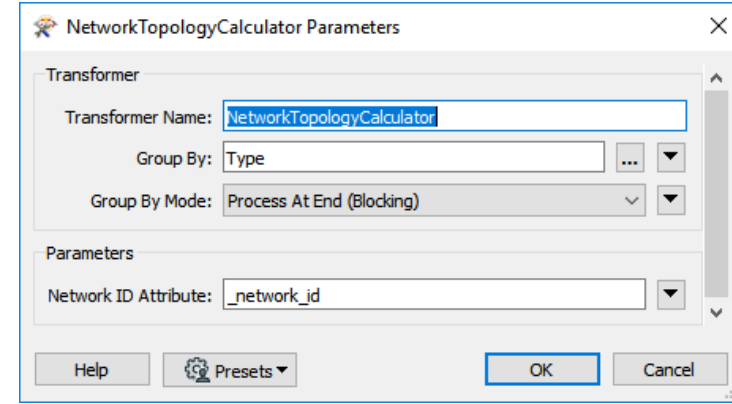 NetworkTopologyCalculator Parameters
Transformer
Transformer Name: NetworkTopologyCalculator
Group By: Type ...
Group By Mode: Process At End (Blocking)
Parameters
Network ID Attribute: _network_id
Help Presets OK Cancel